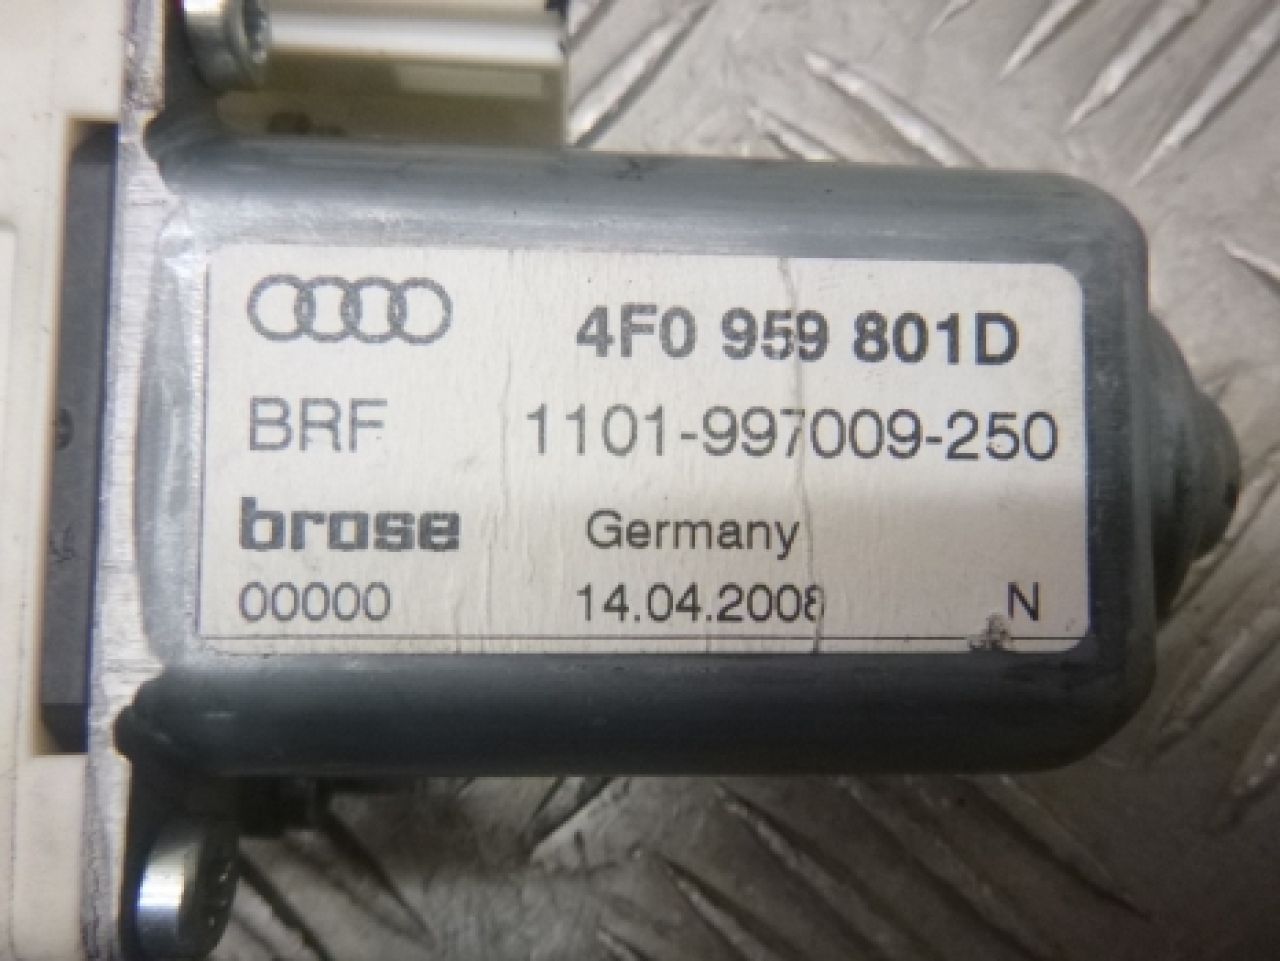 4F0 959 801D
BRF 1101-997009-250
brose Germany
00000 14.04.2008 N